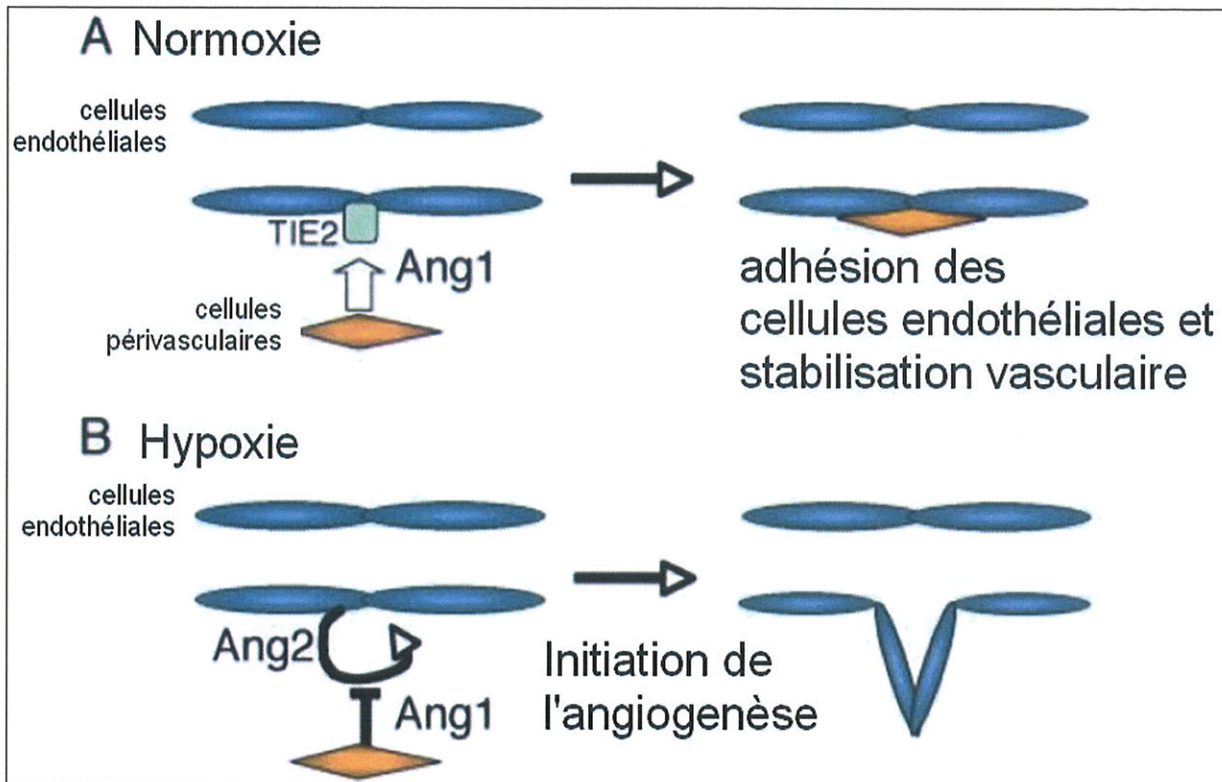 A Normoxie
cellules
endothéliales
TIE2
Ang1
cellules
périvasculaires
adhésion des
cellules endothéliales et
stabilisation vasculaire
B Hypoxie
cellules
endothéliales
Ang2
Ang1
Initiation de
l'angiogenèse